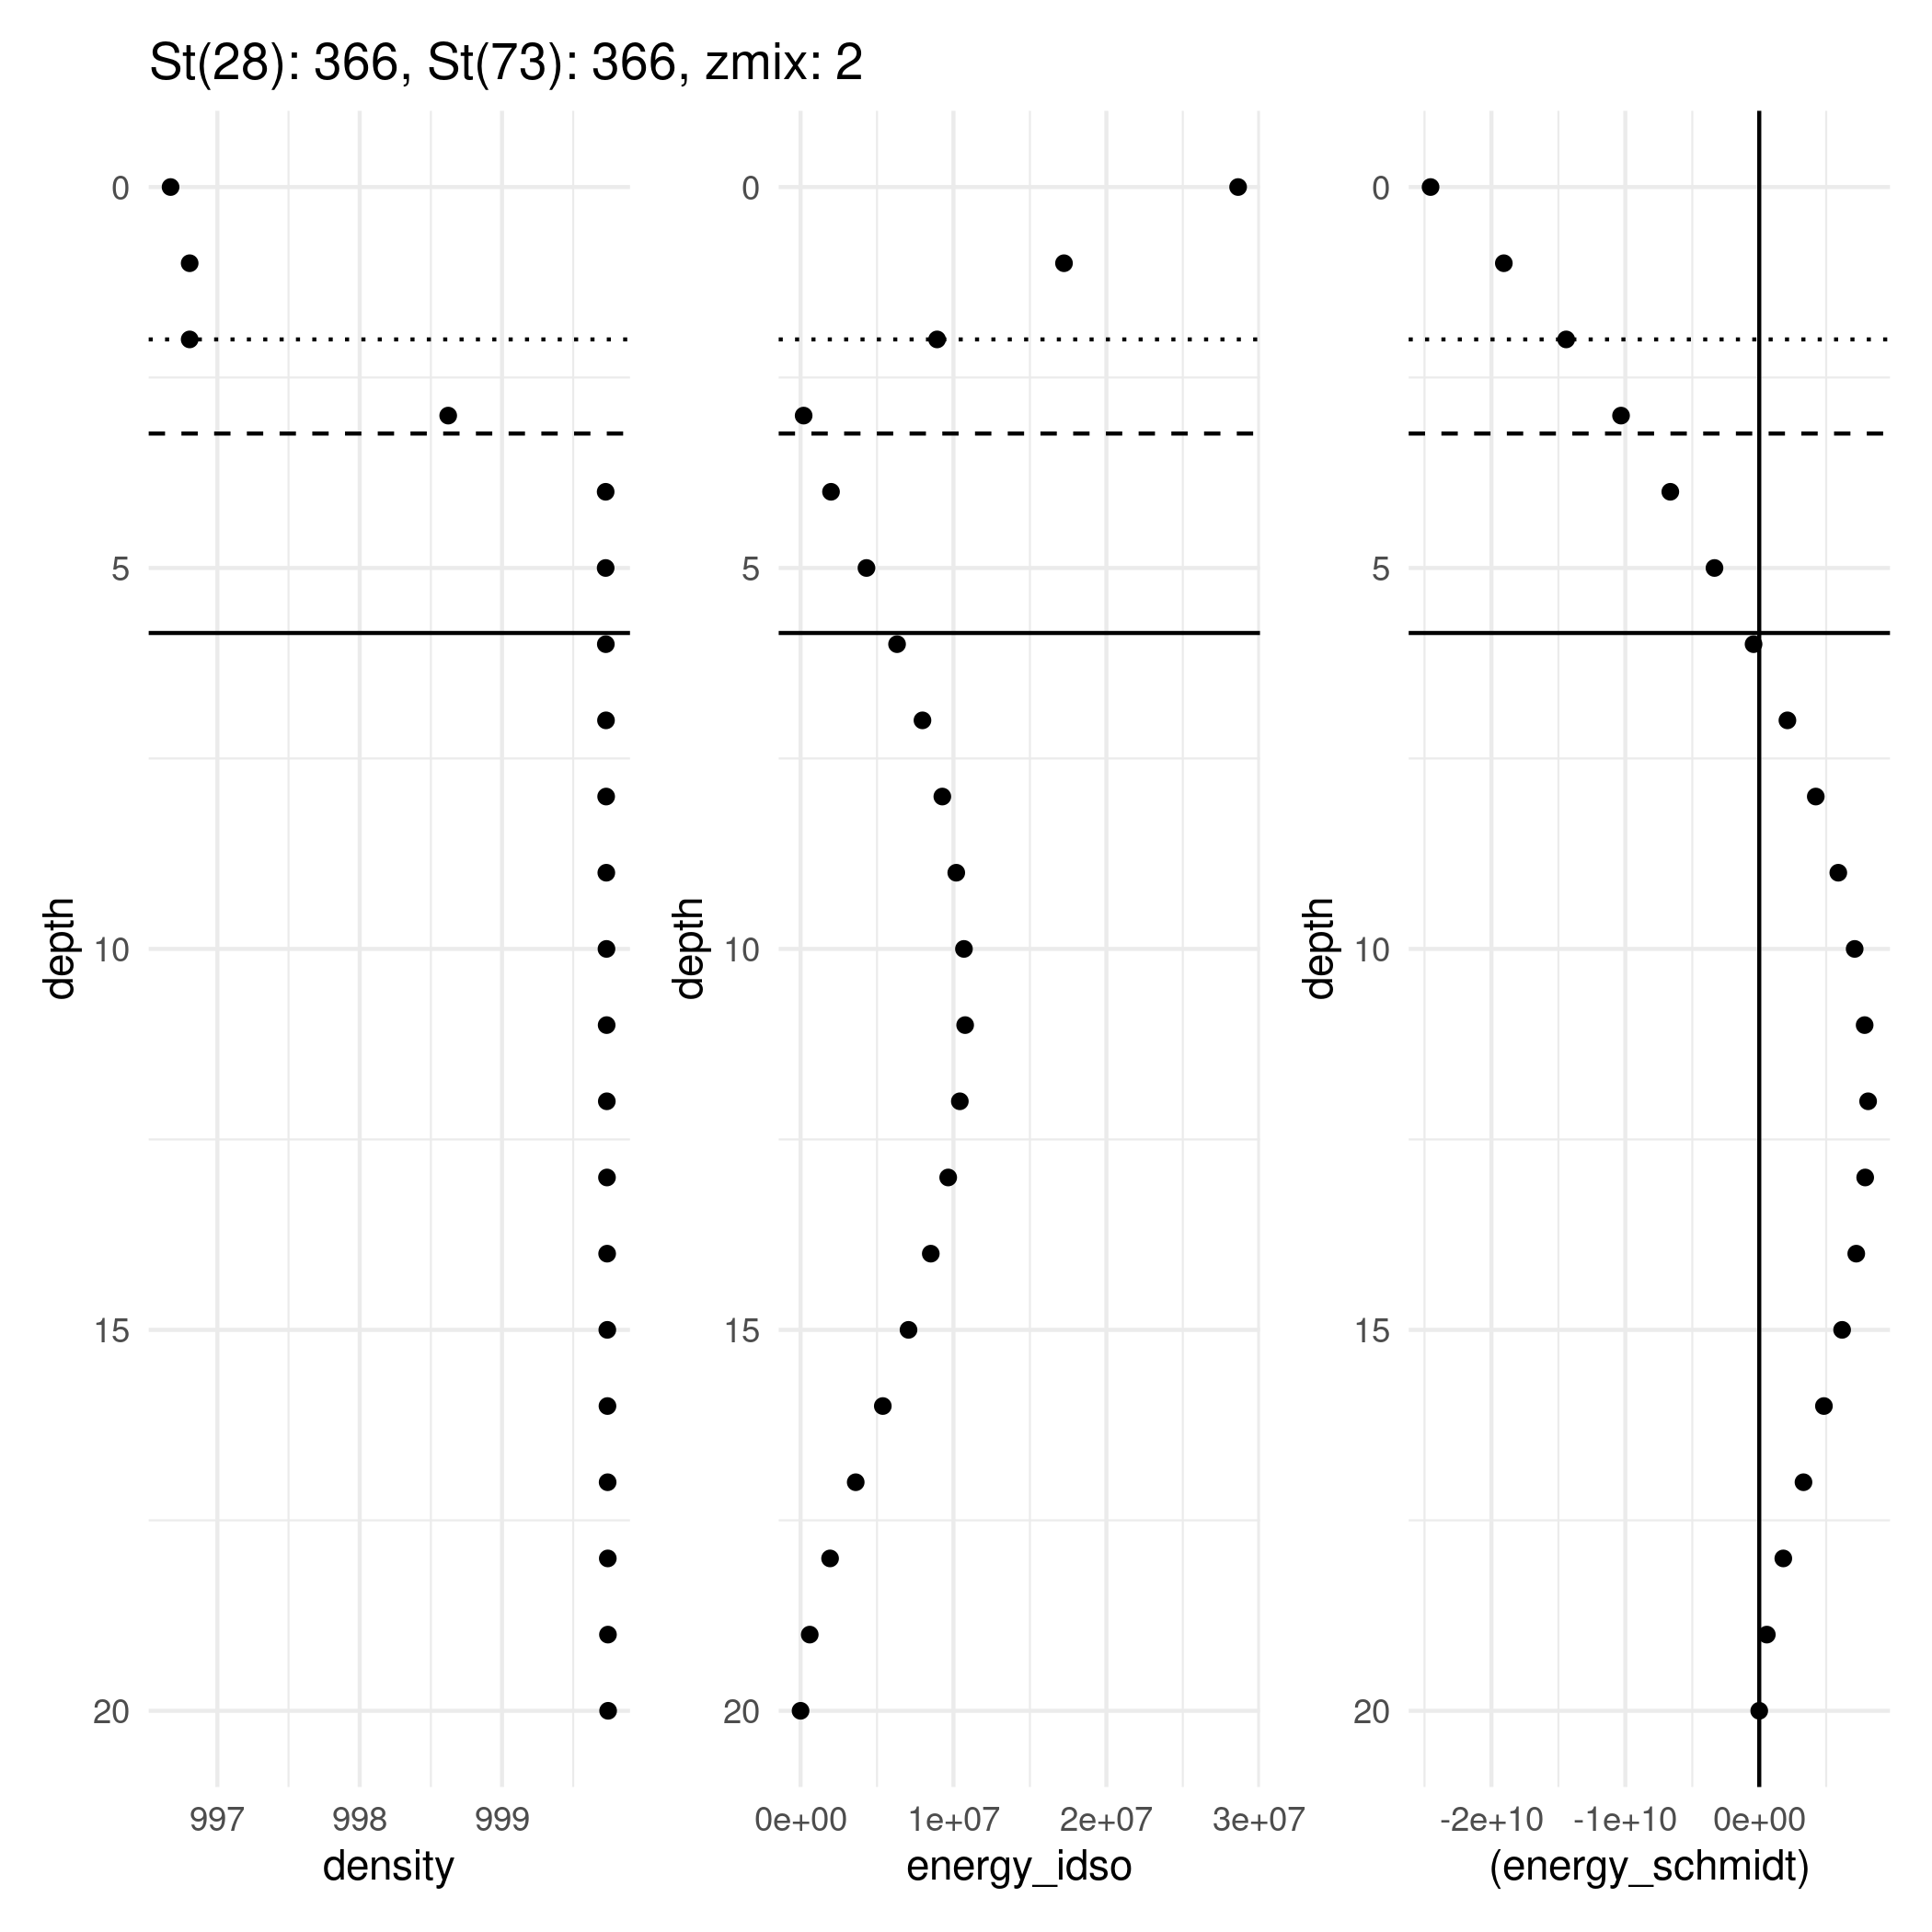 St(28): 366, St(73): 366, zmix: 2
depth
0
5
10
15
20
997 998 999
density
depth
0
5
10
15
20
0e+00 1e+07 2e+07 3e+07
energy_idso
depth
0
5
10
15
20
-2e+10 -1e+10 0e+00
(energy_schmidt)